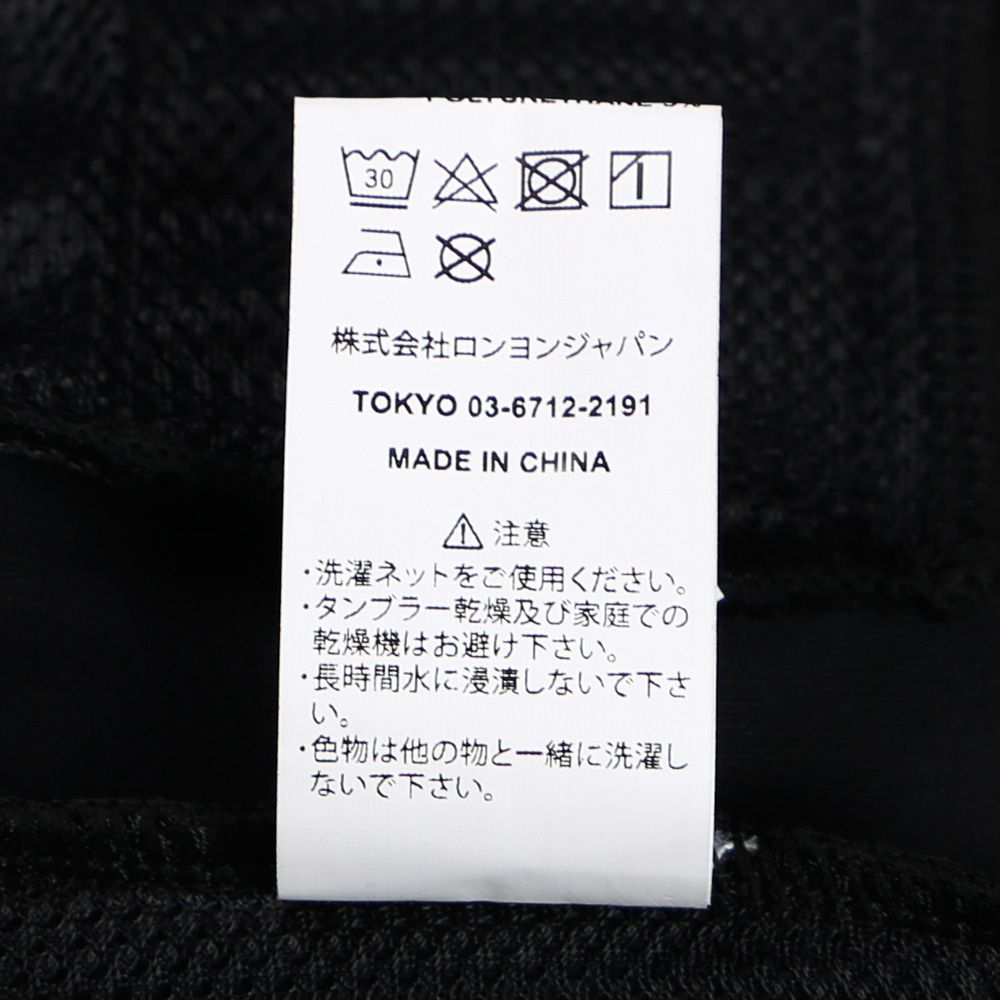 30
株式会社ロンヨンジャパン
TOKYO 03-6712-2191
MADE IN CHINA
注意
・洗濯ネットをご使用ください。
・タンブラー乾燥及び家庭での
乾燥機はお避け下さい。
・長時間水に浸漬しないで下さ
い。
・色物は他の物と一緒に洗濯し
ないで下さい。